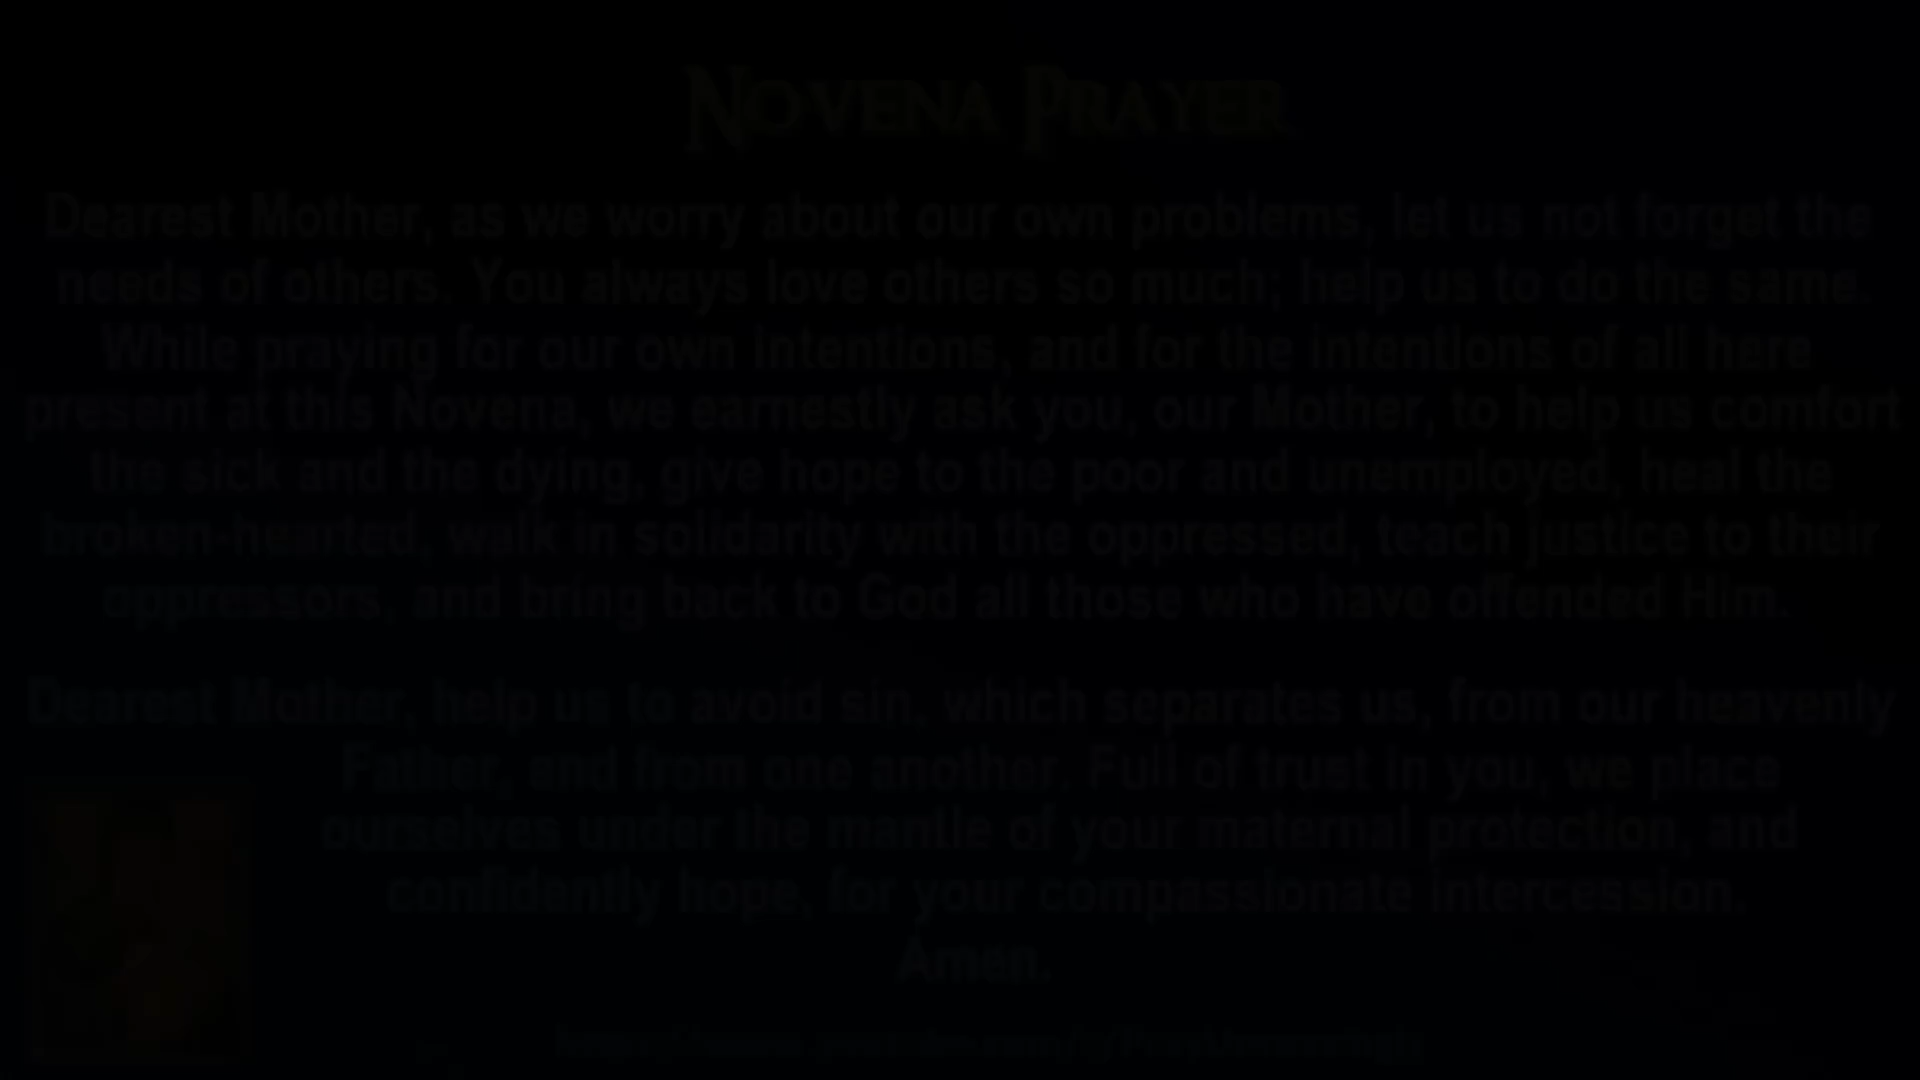 Novena Prayer
Dearest Mother, as we worry about our own problems, let us not forget the
needs of others. You always love others so much; help us to do the same.
While praying for our own intentions, and for the intentions of all here
present at this Novena, we earnestly ask you, our Mother, to help us comfort
the sick and the dying, give hope to the poor and unemployed, heal the
broken-hearted, walk in solidarity with the oppressed, teach justice to their
oppressors, and bring back to God all those who have offended Him.
Dearest Mother, help us to avoid sin, which separates us, from our heavenly
Father, and from one another. Full of trust in you, we place
ourselves under the mantle of your maternal protection, and
confidently hope, for your compassionate intercession.
Amen.